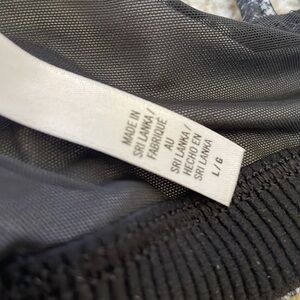 MADE IN
SRI LANKA /
FABRIQUÉ
AU
SRI LANKA /
HECHO EN
SRI LANKA
L / G